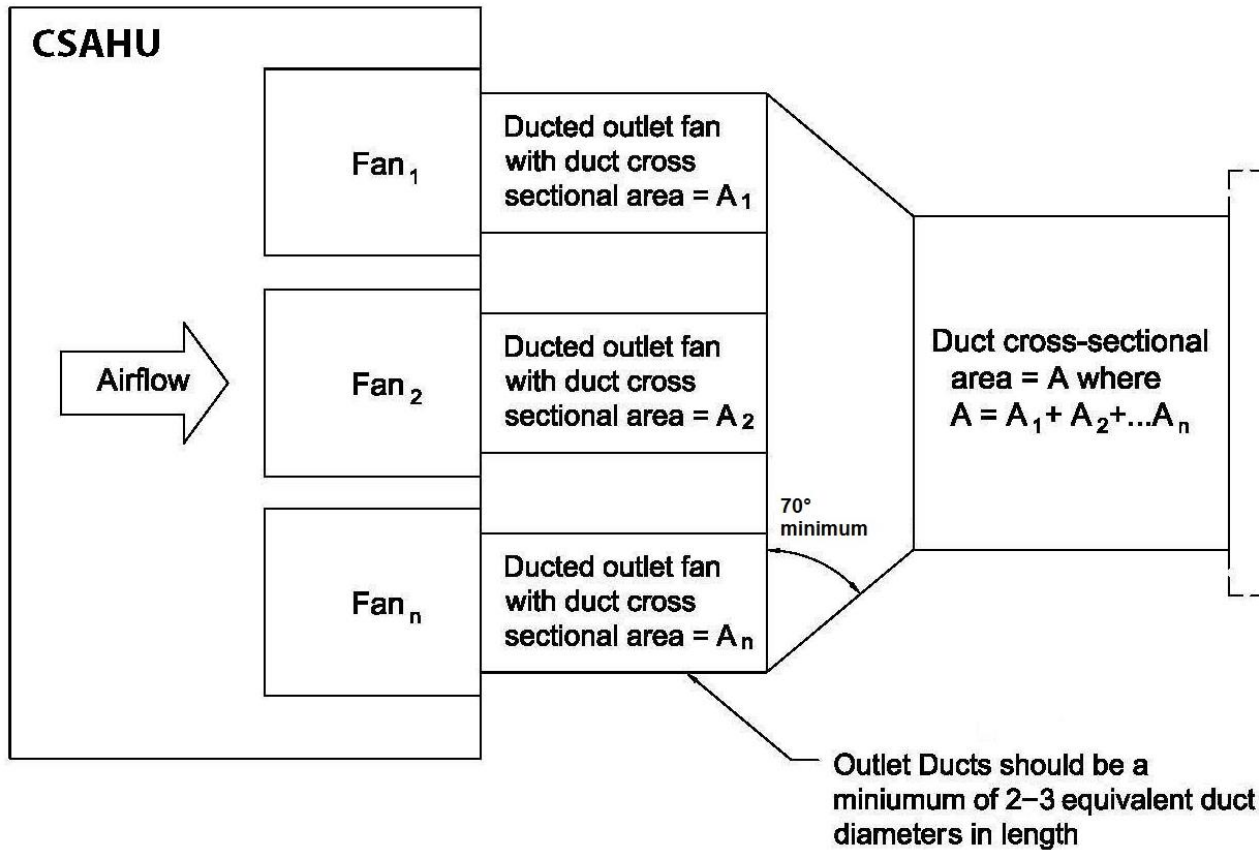 CSAHU
Fan1
Ducted outlet fan
with duct cross
sectional area = A1
Airflow
Fan2
Ducted outlet fan
with duct cross
sectional area = A2
Duct cross-sectional
area = A where
A = A1+ A2+...An
70°
minimum
Fann
Ducted outlet fan
with duct cross
sectional area = An
Outlet Ducts should be a
miniumum of 2–3 equivalent duct
diameters in length